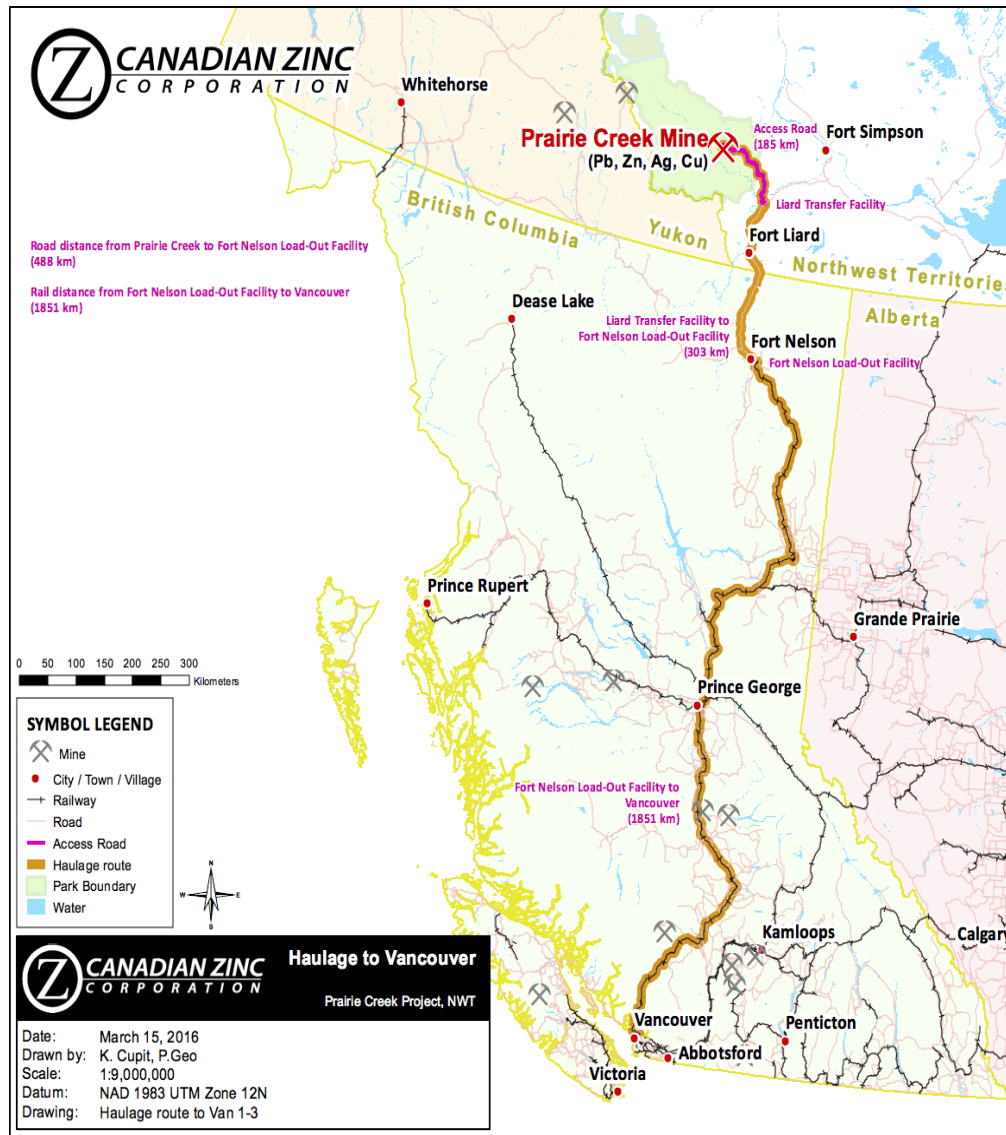 Z
CANADIAN ZINC
CORPORATION
Whitehorse
Prairie Creek Mine
(Pb, Zn, Ag, Cu)
Access Road
(185 km)
Fort Simpson
Liard Transfer Facility
British Columbia
Yukon
Fort Liard
Northwest Territories
Road distance from Prairie Creek to Fort Nelson Load-Out Facility
(488 km)
Rail distance from Fort Nelson Load-Out Facility to Vancouver
(1851 km)
Dease Lake
Alberta
Liard Transfer Facility to
Fort Nelson Load-Out Facility
(303 km)
Fort Nelson
Fort Nelson Load-Out Facility
Prince Rupert
Grande Prairie
0 50 100 150 200 250 300
Kilometers
Prince George
SYMBOL LEGEND
Mine
City / Town / Village
Railway
Road
Access Road
Haulage route
Park Boundary
Water
N
W E
S
Fort Nelson Load-Out Facility to
Vancouver
(1851 km)
Kamloops
Calgary
Vancouver
Penticton
Abbotsford
Victoria
Z
CANADIAN ZINC
CORPORATION
Haulage to Vancouver
Prairie Creek Project, NWT
Date: March 15, 2016
Drawn by: K. Cupit, P.Geo
Scale: 1:9,000,000
Datum: NAD 1983 UTM Zone 12N
Drawing: Haulage route to Van 1-3